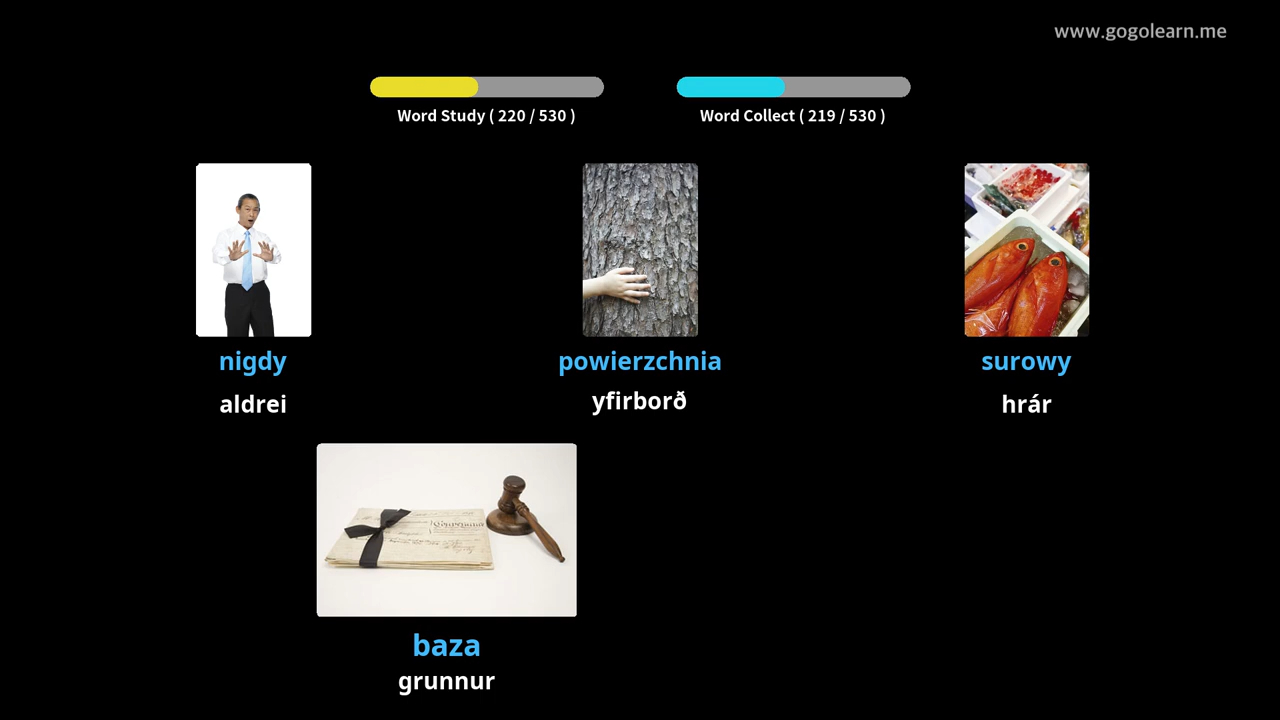 www.gogolearn.me
Word Study ( 220 / 530 )
Word Collect ( 219 / 530 )
nigdy
powierzchnia
surowy
aldrei
yfirborð
hrár
baza
grunnur